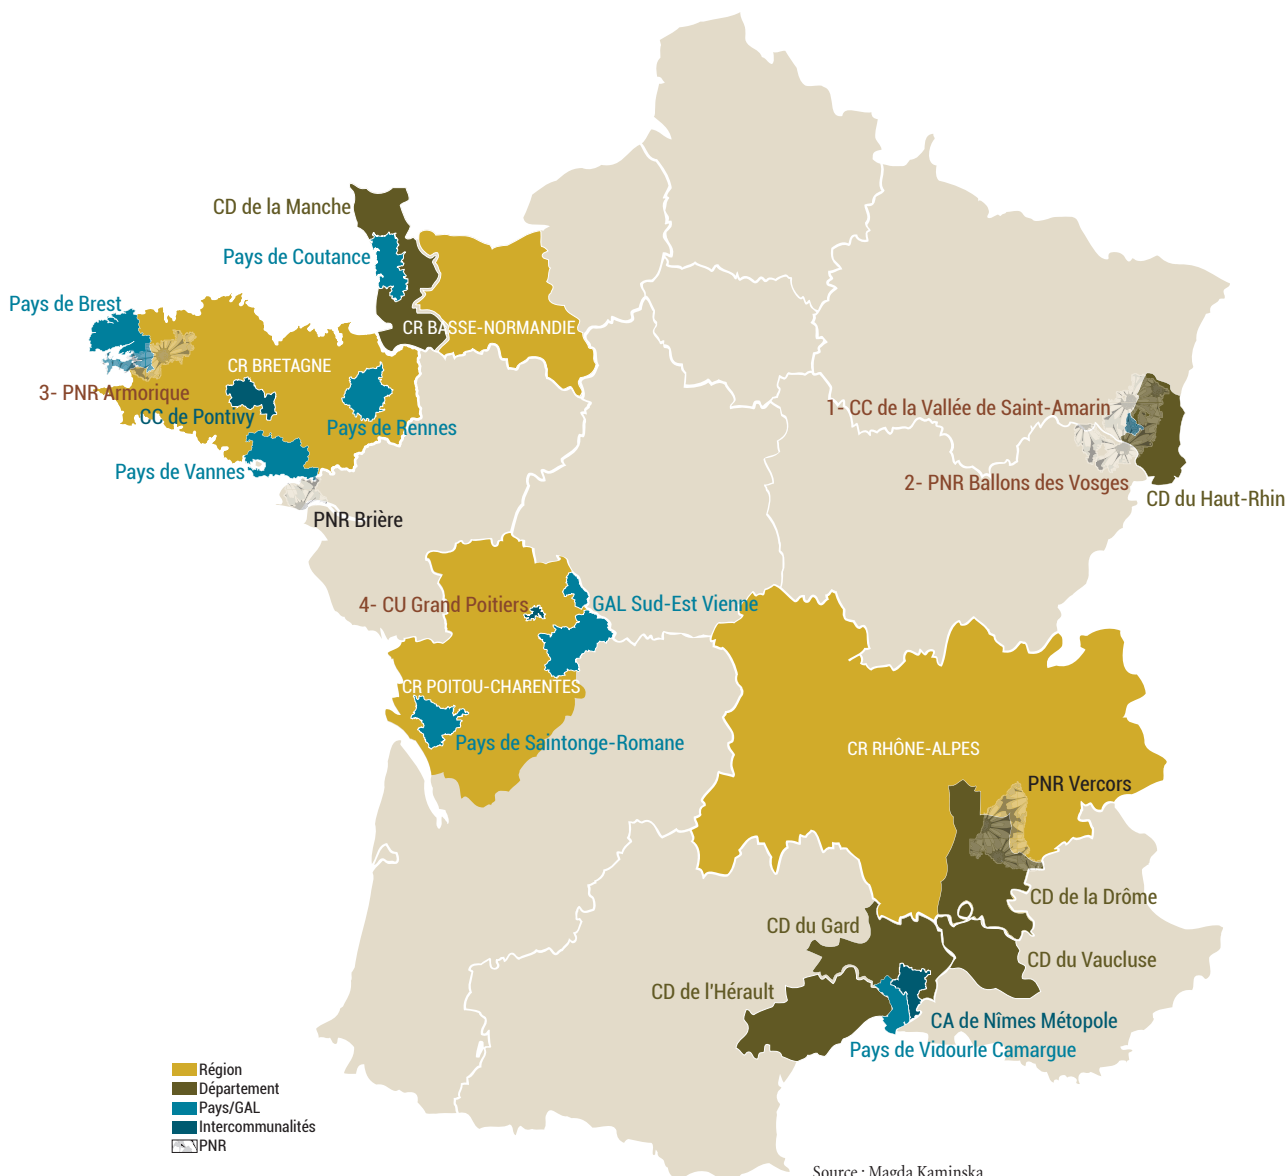 CD de la Manche
Pays de Coutance
Pays de Brest
CR BASSE-NORMANDIE
CR BRETAGNE
3- PNR Armorique
CC de Pontivy
Pays de Rennes
Pays de Vannes
PNR Brière
1- CC de la Vallée de Saint-Amarin
2- PNR Ballons des Vosges
CD du Haut-Rhin
4- CU Grand Poitiers
GAL Sud-Est Vienne
CR POITOU-CHARENTES
Pays de Saintonge-Romane
CR RHÔNE-ALPES
PNR Vercors
CD de la Drôme
CD du Gard
CD du Vaucluse
CD de l'Hérault
CA de Nîmes Métopole
Pays de Vidourle Camargue
Région
Département
Pays/GAL
Intercommunalités
PNR
Source : Magda Kaminska